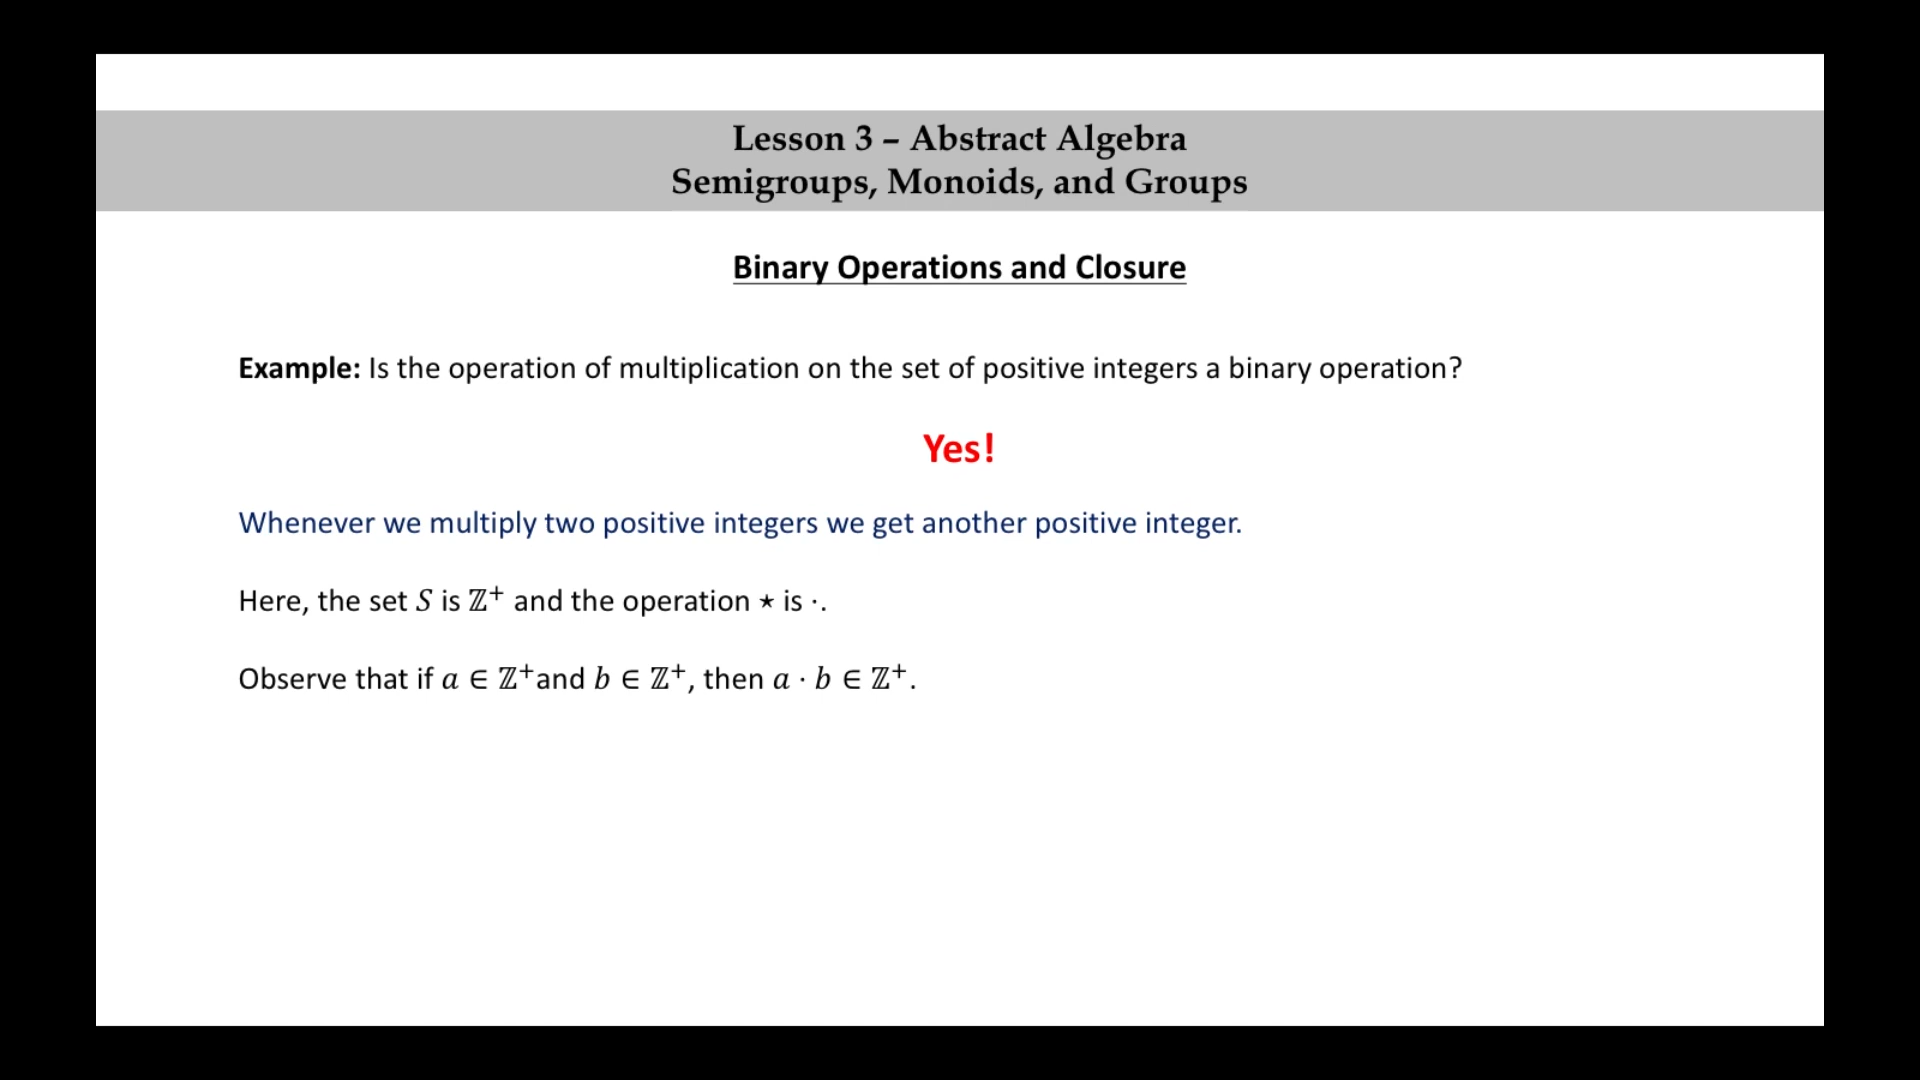 Lesson 3 – Abstract Algebra
Semigroups, Monoids, and Groups
Binary Operations and Closure
Example: Is the operation of multiplication on the set of positive integers a binary operation?
Yes!
Whenever we multiply two positive integers we get another positive integer.
Here, the set 𝑆 is ℤ⁺ and the operation ⋆ is ·.
Observe that if 𝑎 ∈ ℤ⁺and 𝑏 ∈ ℤ⁺, then 𝑎 · 𝑏 ∈ ℤ⁺.